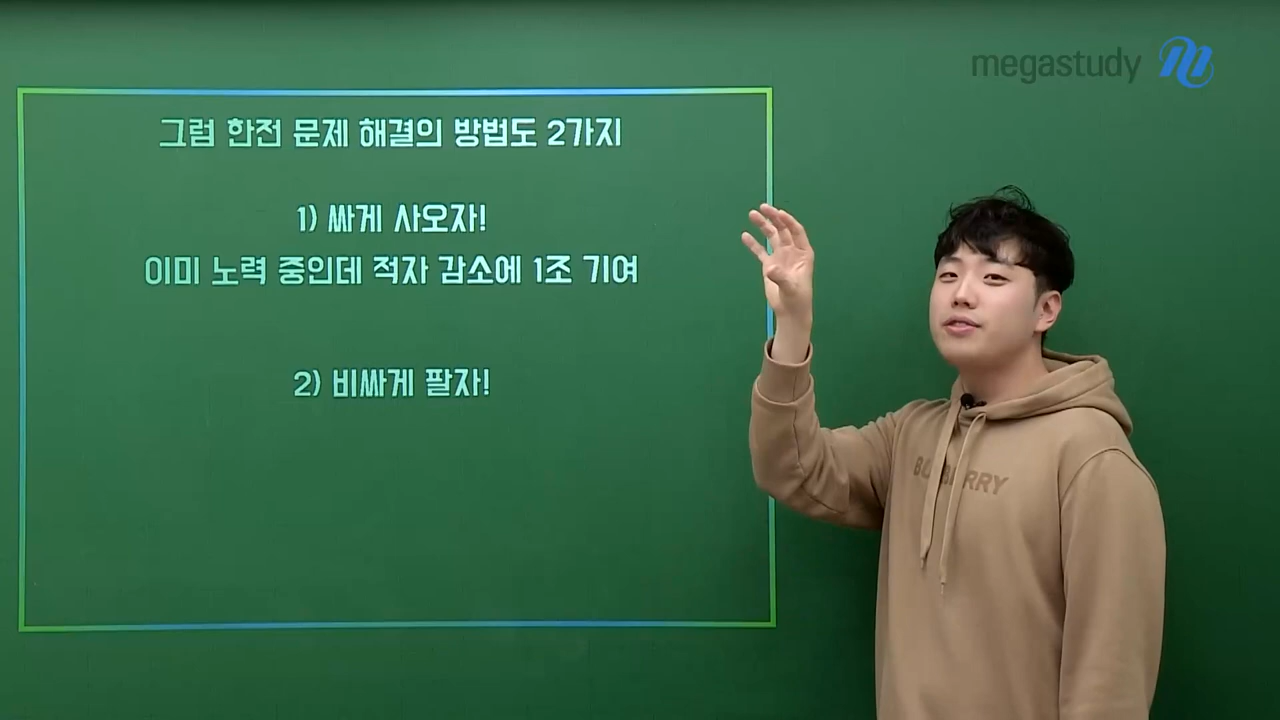 megastudy
그럼 한전 문제 해결의 방법도 2가지
1) 싸게 사오자!
이미 노력 중인데 적자 감소에 1조 기여
2) 비싸게 팔자!